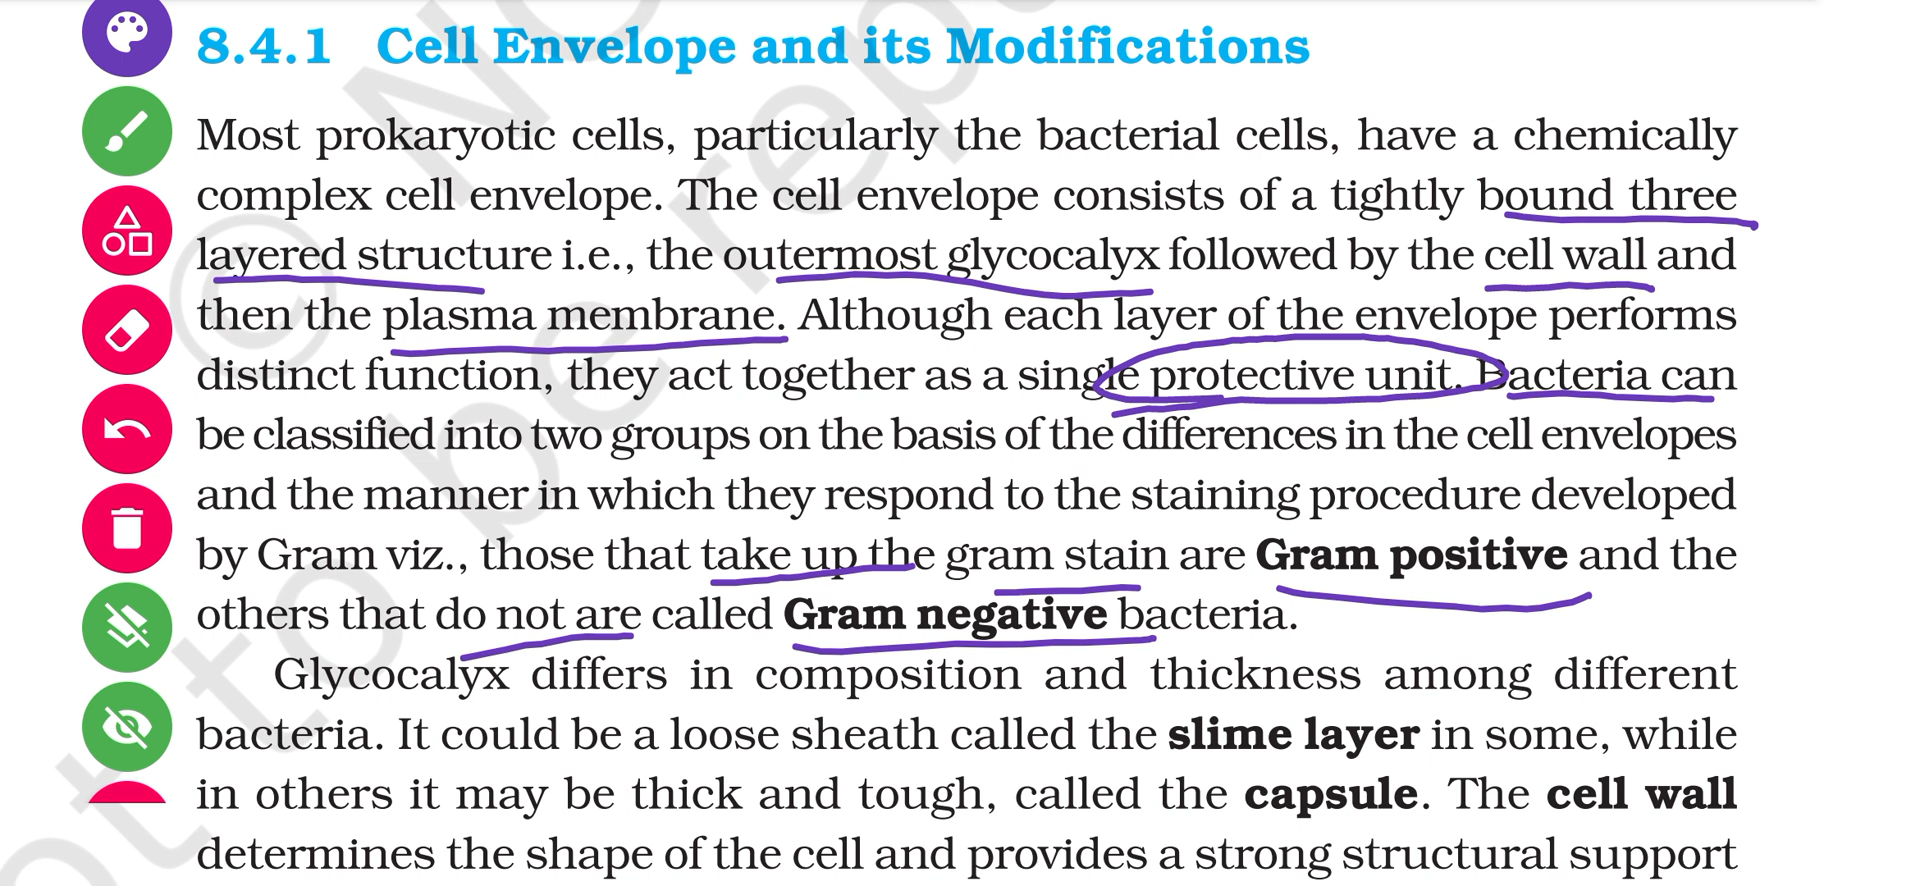 8.4.1 Cell Envelope and its Modifications
Most prokaryotic cells, particularly the bacterial cells, have a chemically
complex cell envelope. The cell envelope consists of a tightly bound three
layered structure i.e., the outermost glycocalyx followed by the cell wall and
then the plasma membrane. Although each layer of the envelope performs
distinct function, they act together as a single protective unit. Bacteria can
be classified into two groups on the basis of the differences in the cell envelopes
and the manner in which they respond to the staining procedure developed
by Gram viz., those that take up the gram stain are Gram positive and the
others that do not are called Gram negative bacteria.
Glycocalyx differs in composition and thickness among different
bacteria. It could be a loose sheath called the slime layer in some, while
in others it may be thick and tough, called the capsule. The cell wall
determines the shape of the cell and provides a strong structural support